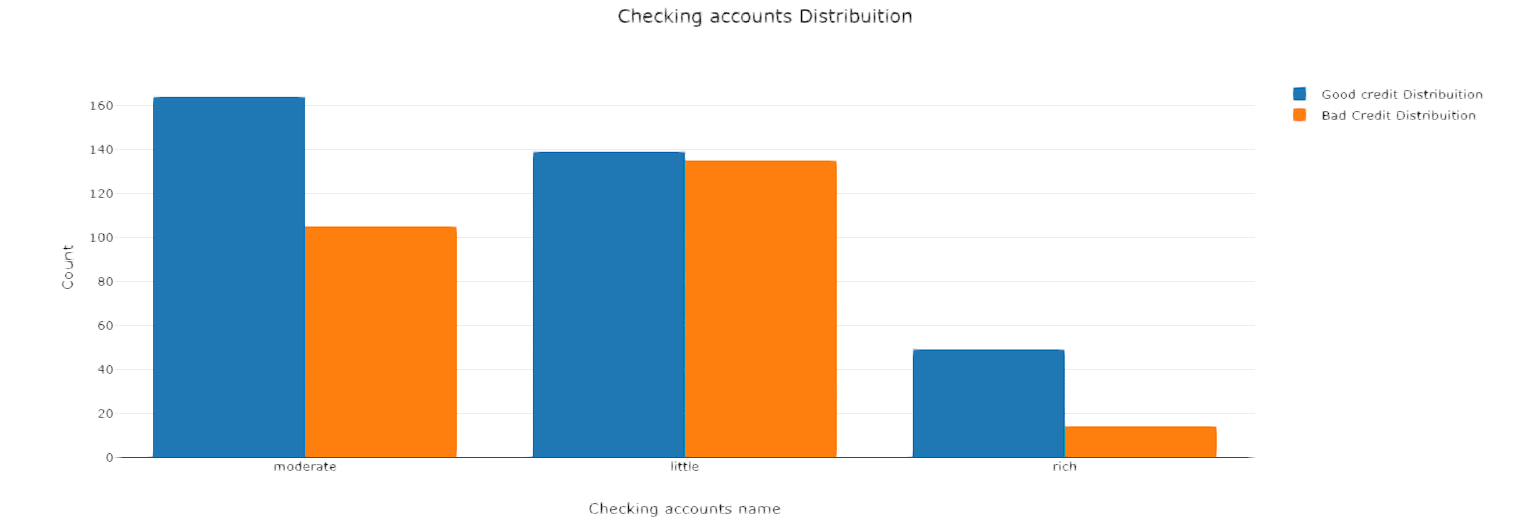 Checking accounts Distribuition
Good credit Distribuition
Bad Credit Distribuition
Count
160
140
120
100
80
60
40
20
0
moderate
little
rich
Checking accounts name